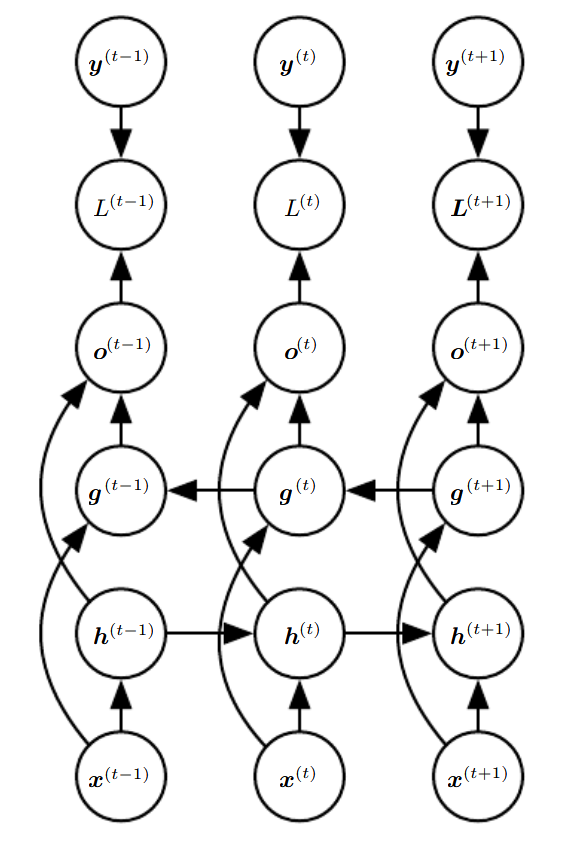 y^(t−1) y^(t) y^(t+1)
L^(t−1) L^(t) L^(t+1)
o^(t−1) o^(t) o^(t+1)
g^(t−1) g^(t) g^(t+1)
h^(t−1) h^(t) h^(t+1)
x^(t−1) x^(t) x^(t+1)